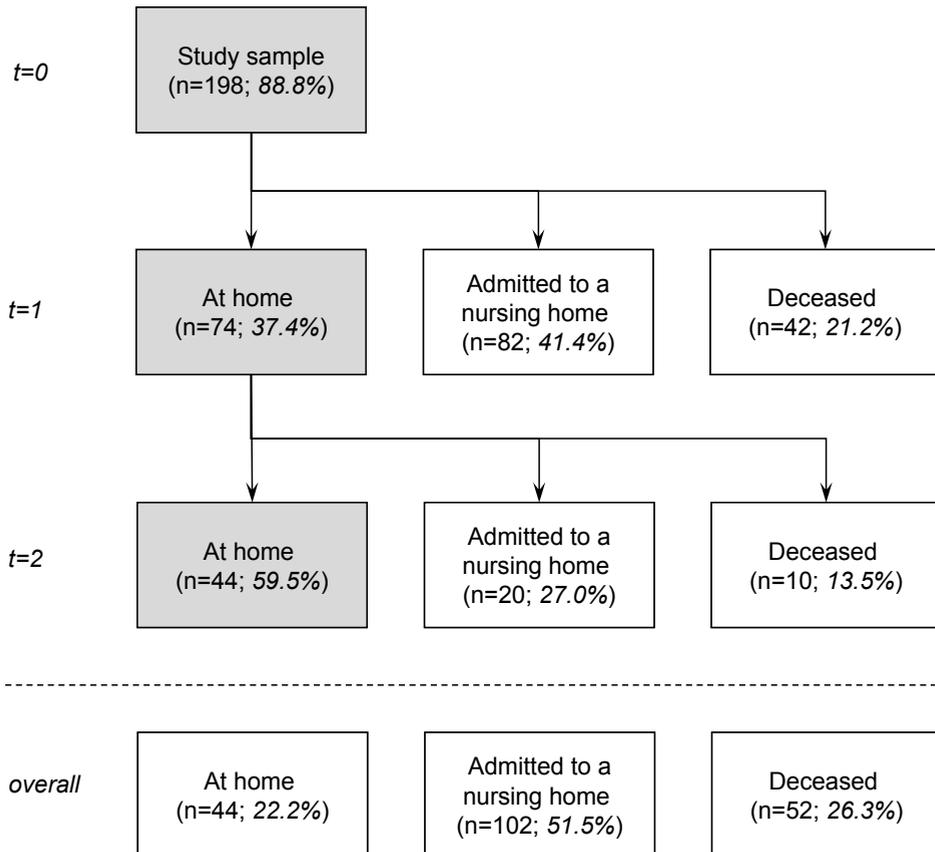 t=0
Study sample
(n=198; 88.8%)
t=1
At home
(n=74; 37.4%)
Admitted to a
nursing home
(n=82; 41.4%)
Deceased
(n=42; 21.2%)
t=2
At home
(n=44; 59.5%)
Admitted to a
nursing home
(n=20; 27.0%)
Deceased
(n=10; 13.5%)
overall
At home
(n=44; 22.2%)
Admitted to a
nursing home
(n=102; 51.5%)
Deceased
(n=52; 26.3%)